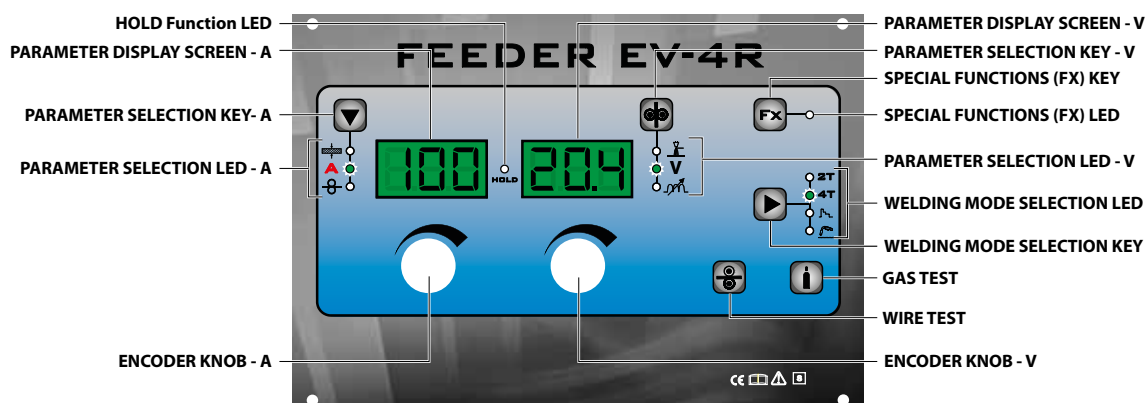 HOLD Function LED
PARAMETER DISPLAY SCREEN - A
PARAMETER SELECTION KEY- A
PARAMETER SELECTION LED - A
ENCODER KNOB - A
FEEDER EV-4R
A
100
HOLD
20.4
V
FX
2T
4T
CE
PARAMETER DISPLAY SCREEN - V
PARAMETER SELECTION KEY - V
SPECIAL FUNCTIONS (FX) KEY
SPECIAL FUNCTIONS (FX) LED
PARAMETER SELECTION LED - V
WELDING MODE SELECTION LED
WELDING MODE SELECTION KEY
GAS TEST
WIRE TEST
ENCODER KNOB - V